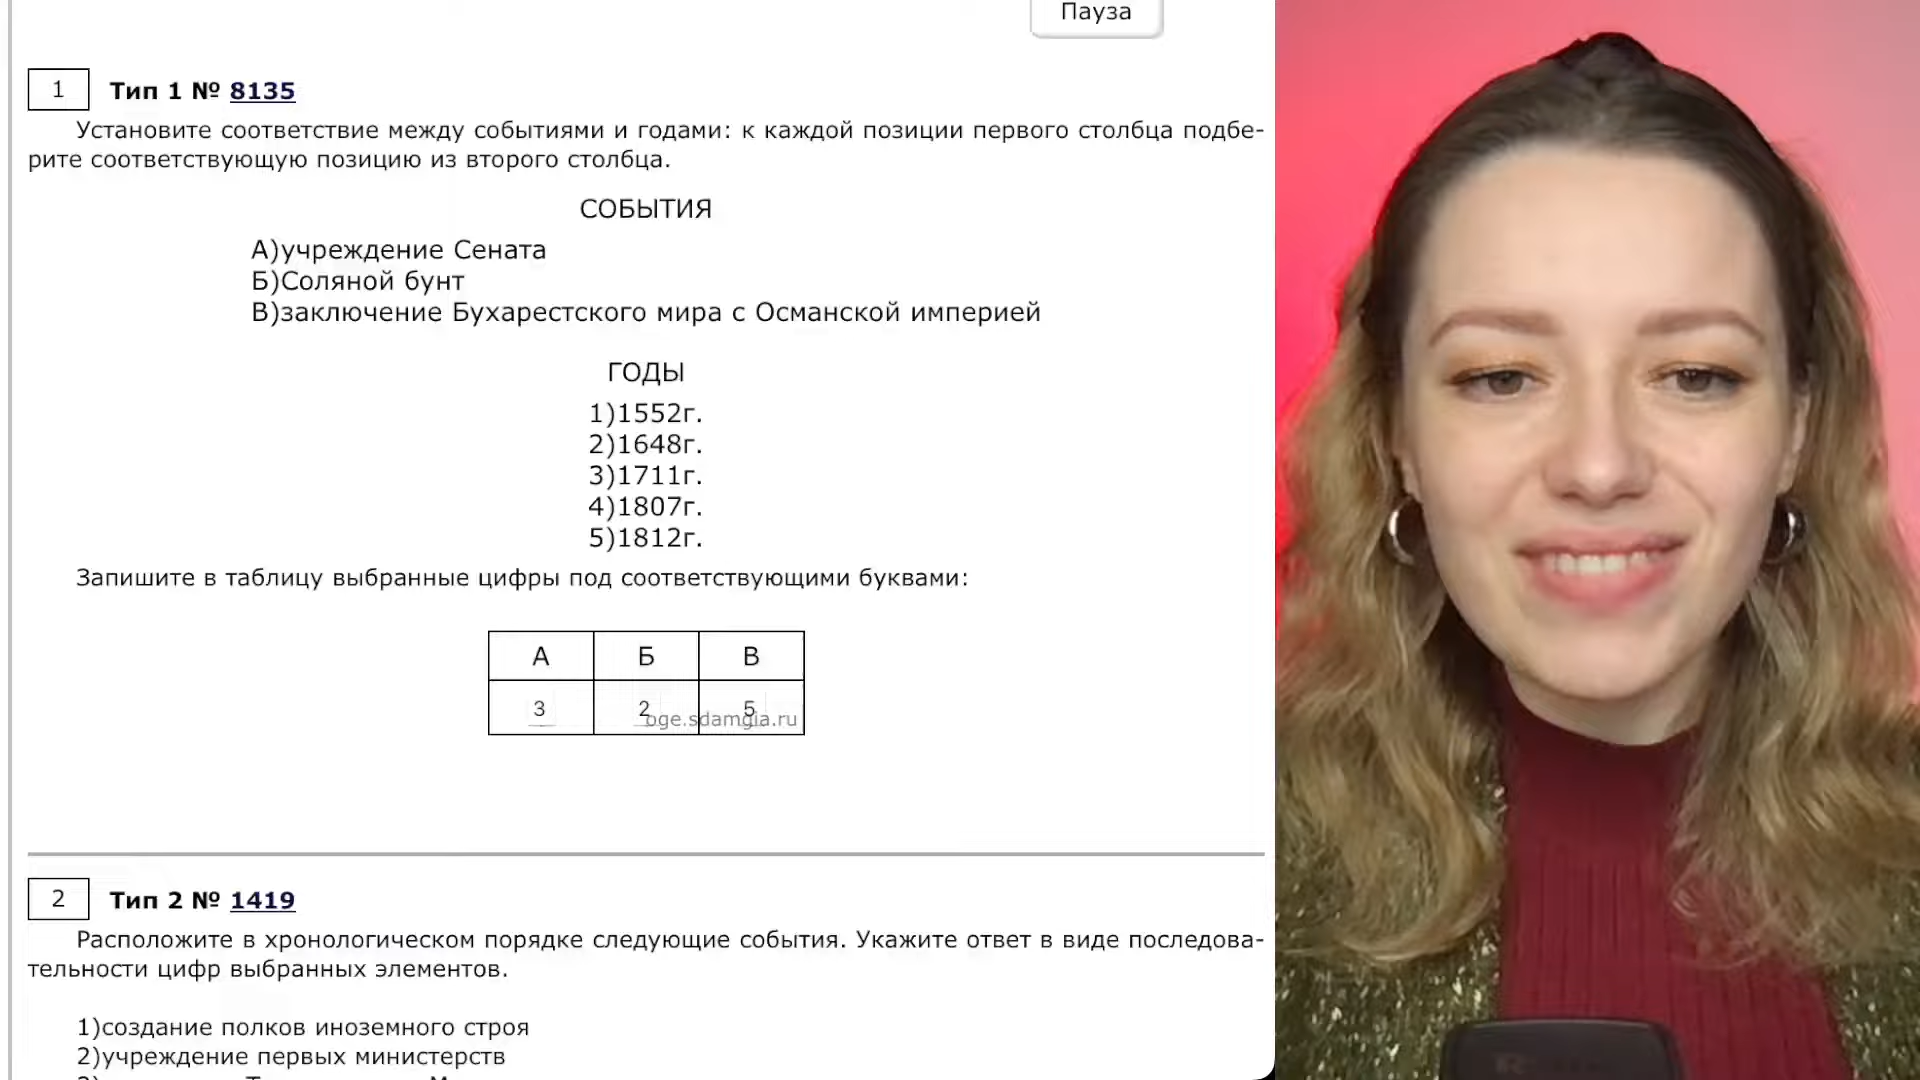 Пауза
1 Тип 1 № 8135
Установите соответствие между событиями и годами: к каждой позиции первого столбца подбе-
рите соответствующую позицию из второго столбца.
СОБЫТИЯ
А)учреждение Сената
Б)Соляной бунт
В)заключение Бухарестского мира с Османской империей
ГОДЫ
1)1552г.
2)1648г.
3)1711г.
4)1807г.
5)1812г.
Запишите в таблицу выбранные цифры под соответствующими буквами:
А Б В
3 2 5
oge.sdamgia.ru
2 Тип 2 № 1419
Расположите в хронологическом порядке следующие события. Укажите ответ в виде последова-
тельности цифр выбранных элементов.
1)создание полков иноземного строя
2)учреждение первых министерств